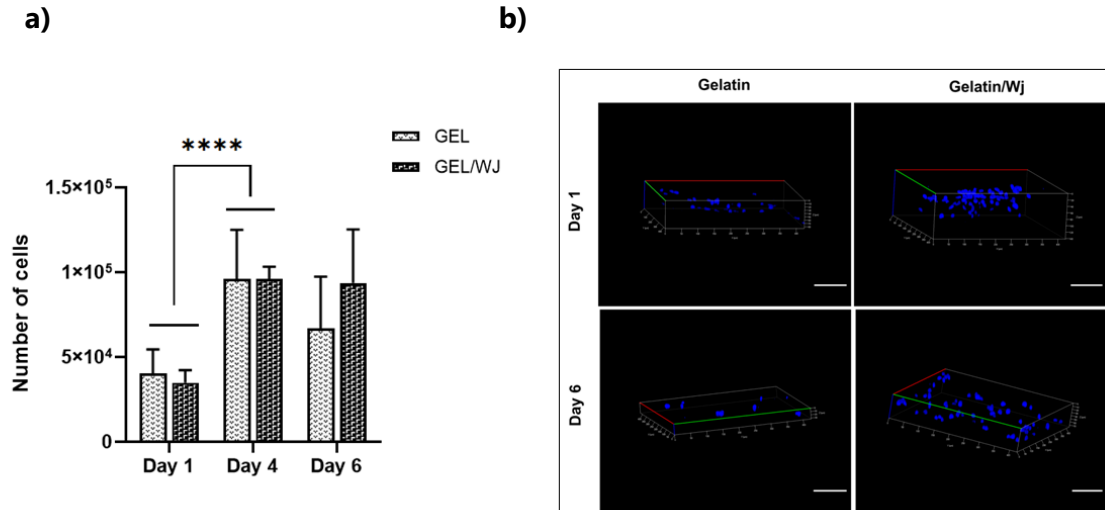 a)
b)
****
GEL
GEL/WJ
1.5×10⁵
1×10⁵
5×10⁴
0
Number of cells
Day 1 Day 4 Day 6
Gelatin Gelatin/Wj
Day 1
Day 6